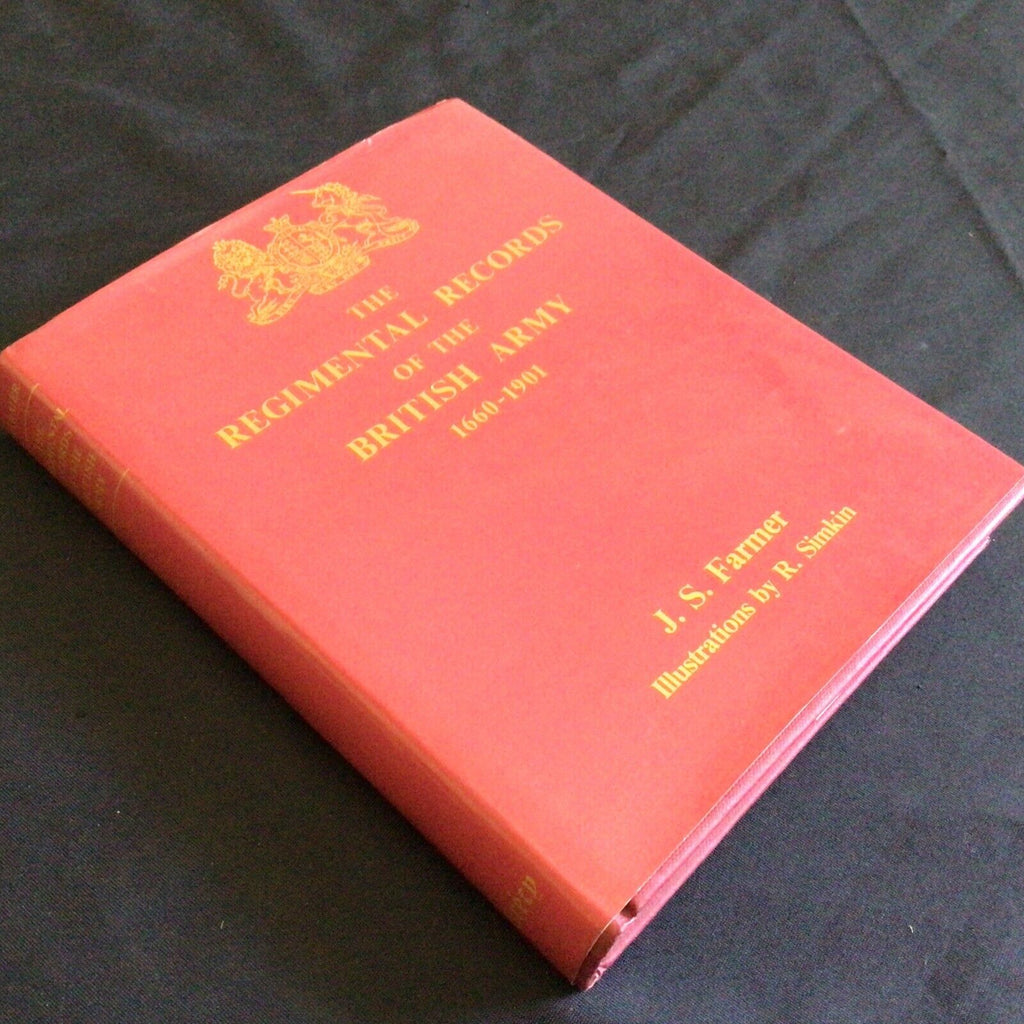 THE
REGIMENTAL RECORDS
OF THE
BRITISH ARMY
1660-1901
J. S. Farmer
Illustrations by R. Simkin